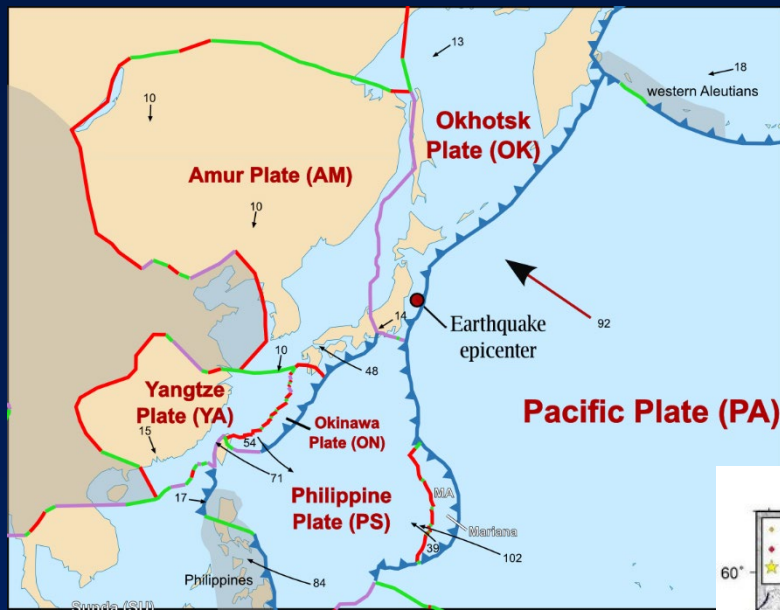 13
18
western Aleutians
10
Okhotsk
Plate (OK)
Amur Plate (AM)
10
14
Earthquake
epicenter
92
10
48
Yangtze
Plate (YA)
Okinawa
Plate (ON)
Pacific Plate (PA)
15
54
71
17
Philippine
Plate (PS)
MA
Mariana
39
102
Philippines
84
60°
Sunda (SU)